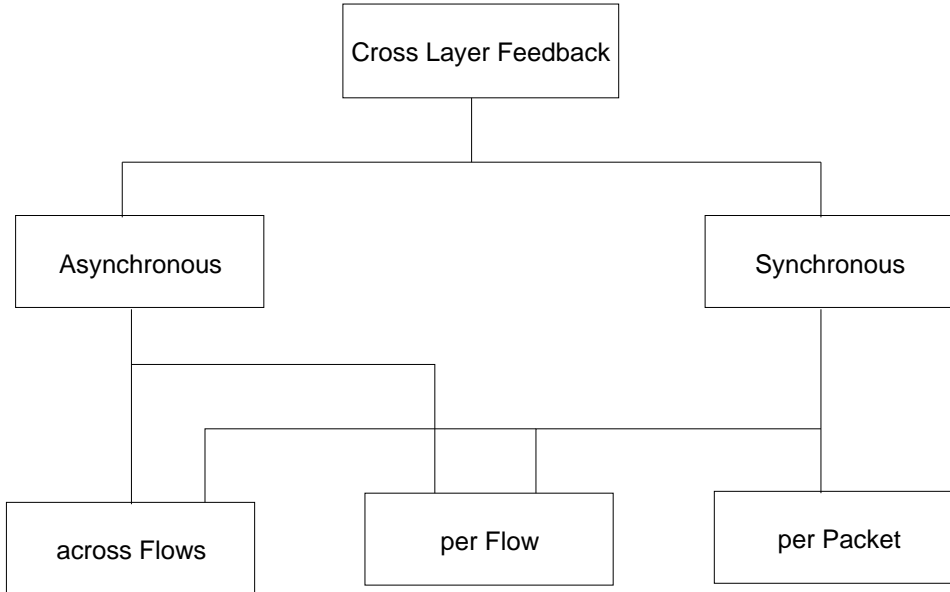 Cross Layer Feedback
Asynchronous
Synchronous
across Flows
per Flow
per Packet